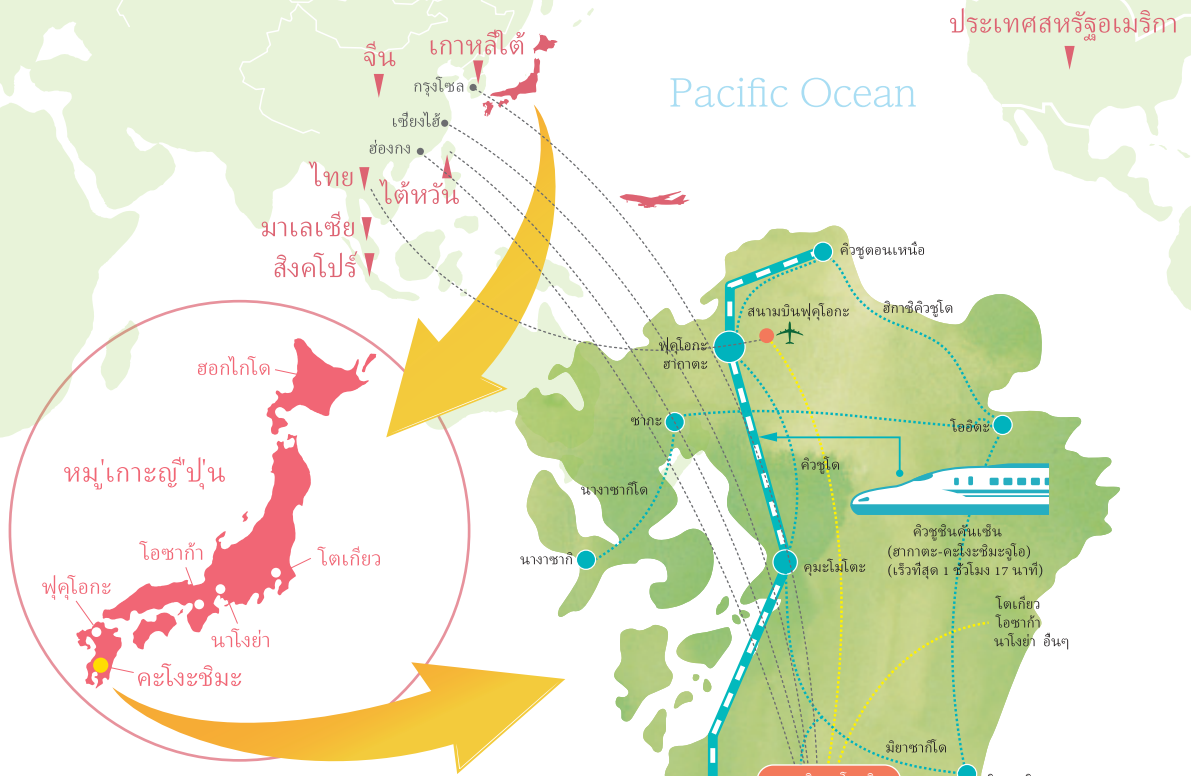 ประเทศสหรัฐอเมริกา
เกาหลีใต้
จีน
กรุงโซล
Pacific Ocean
เซี่ยงไฮ้
ฮ่องกง
ไทย
ไต้หวัน
มาเลเซีย
สิงคโปร์
คิวชูตอนเหนือ
สนามบินฟุคุโอกะ
ฮิกาชิคิวชูโด
ฟุคุโอกะ
ฮากาตะ
ฮอกไกโด
ซากะ
โออิตะ
หมู่เกาะญี่ปุ่น
คิวชูโด
นางาซากิโด
คิวชูชินคันเซ็น
(ฮากาตะ-คะโงะชิมะจูโอ)
(เร็วที่สุด 1 ชั่วโมง 17 นาที)
โอซาก้า
โตเกียว
นางาซากิ
คุมะโมโตะ
ฟุคุโอกะ
โตเกียว
โอซาก้า
นาโงย่า อื่นๆ
นาโงย่า
คะโงะชิมะ
มิยาซากิโด